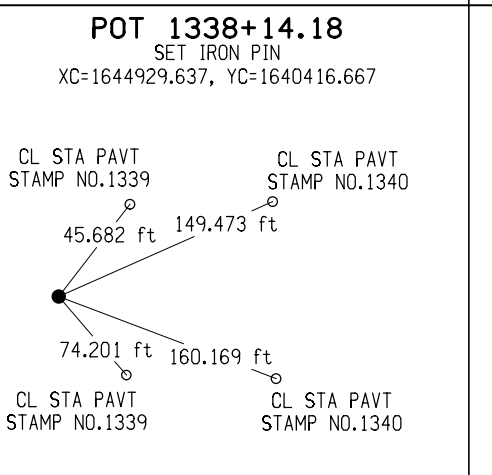 POT 1338+14.18
SET IRON PIN
XC=1644929.637, YC=1640416.667
CL STA PAVT
STAMP NO.1339
CL STA PAVT
STAMP NO.1340
45.682 ft
149.473 ft
74.201 ft
160.169 ft
CL STA PAVT
STAMP NO.1339
CL STA PAVT
STAMP NO.1340